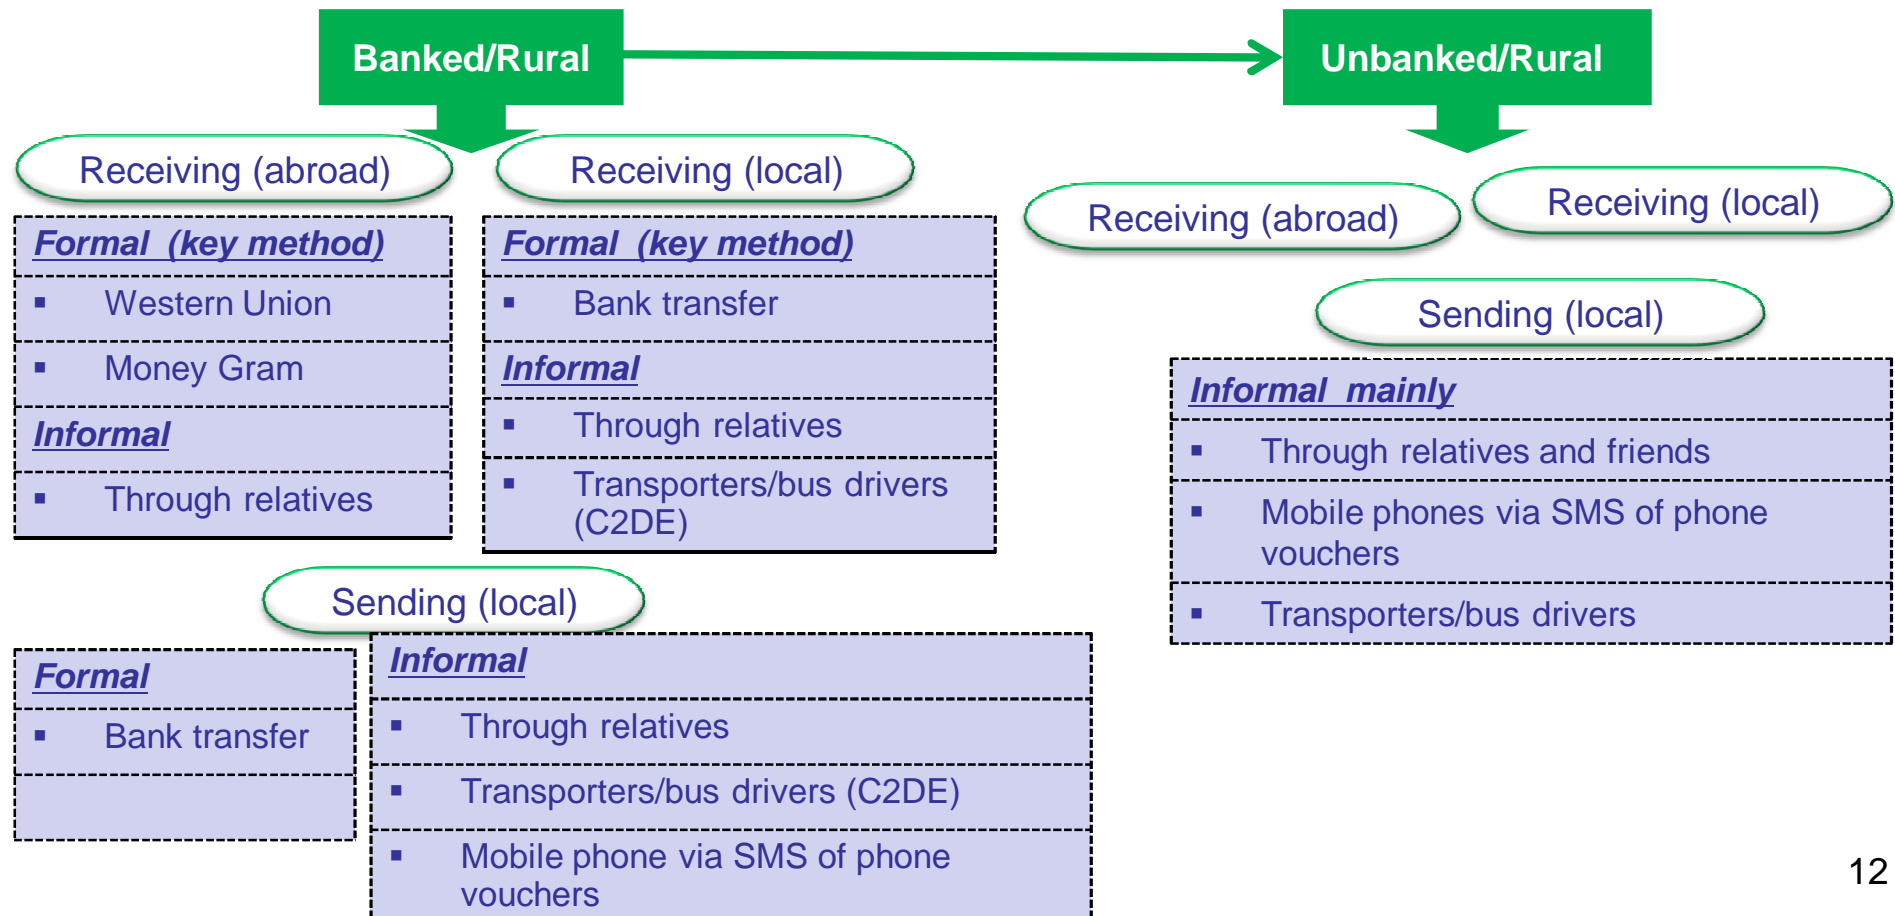 Banked/Rural
Unbanked/Rural
Receiving (abroad)
Receiving (local)
Formal (key method)
▪ Western Union
▪ Money Gram
Informal
▪ Through relatives
Formal (key method)
▪ Bank transfer
Informal
▪ Through relatives
▪ Transporters/bus drivers
(C2DE)
Sending (local)
Formal
▪ Bank transfer
Informal
▪ Through relatives
▪ Transporters/bus drivers (C2DE)
▪ Mobile phone via SMS of phone
vouchers
Receiving (abroad)
Receiving (local)
Sending (local)
Informal mainly
▪ Through relatives and friends
▪ Mobile phones via SMS of phone
vouchers
▪ Transporters/bus drivers
12